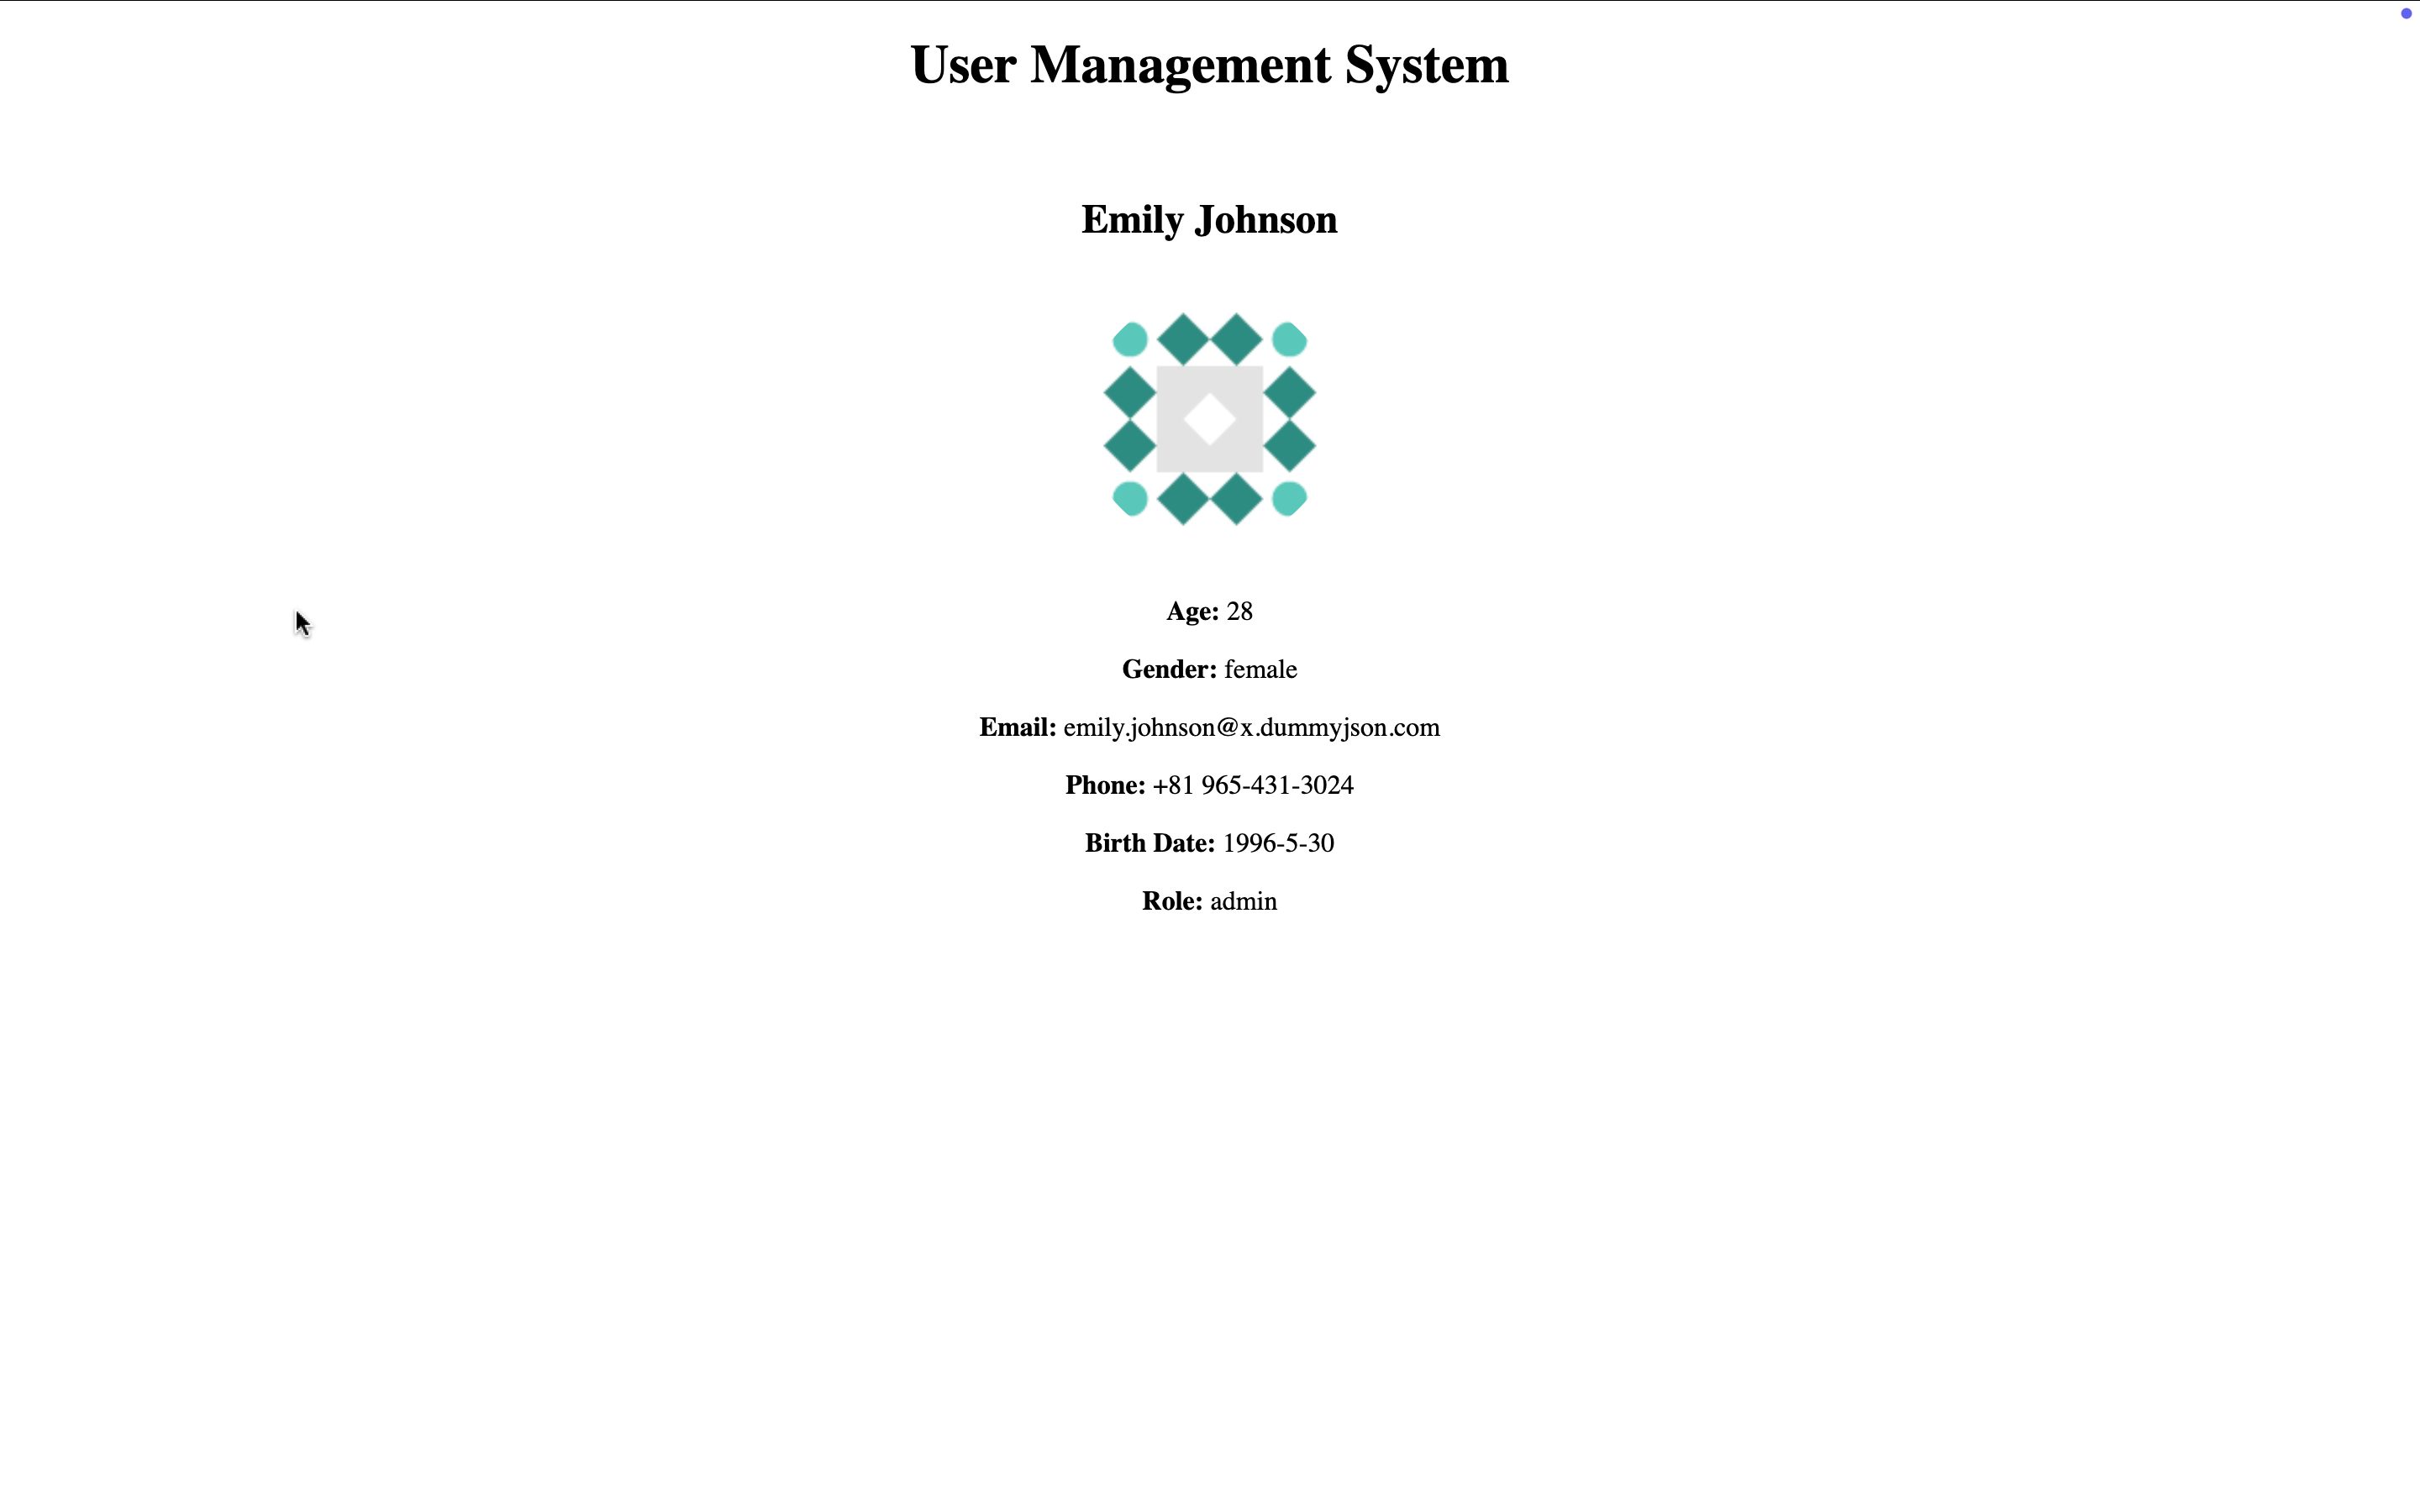 User Management System
Emily Johnson
Age: 28
Gender: female
Email: emily.johnson@x.dummyjson.com
Phone: +81 965-431-3024
Birth Date: 1996-5-30
Role: admin